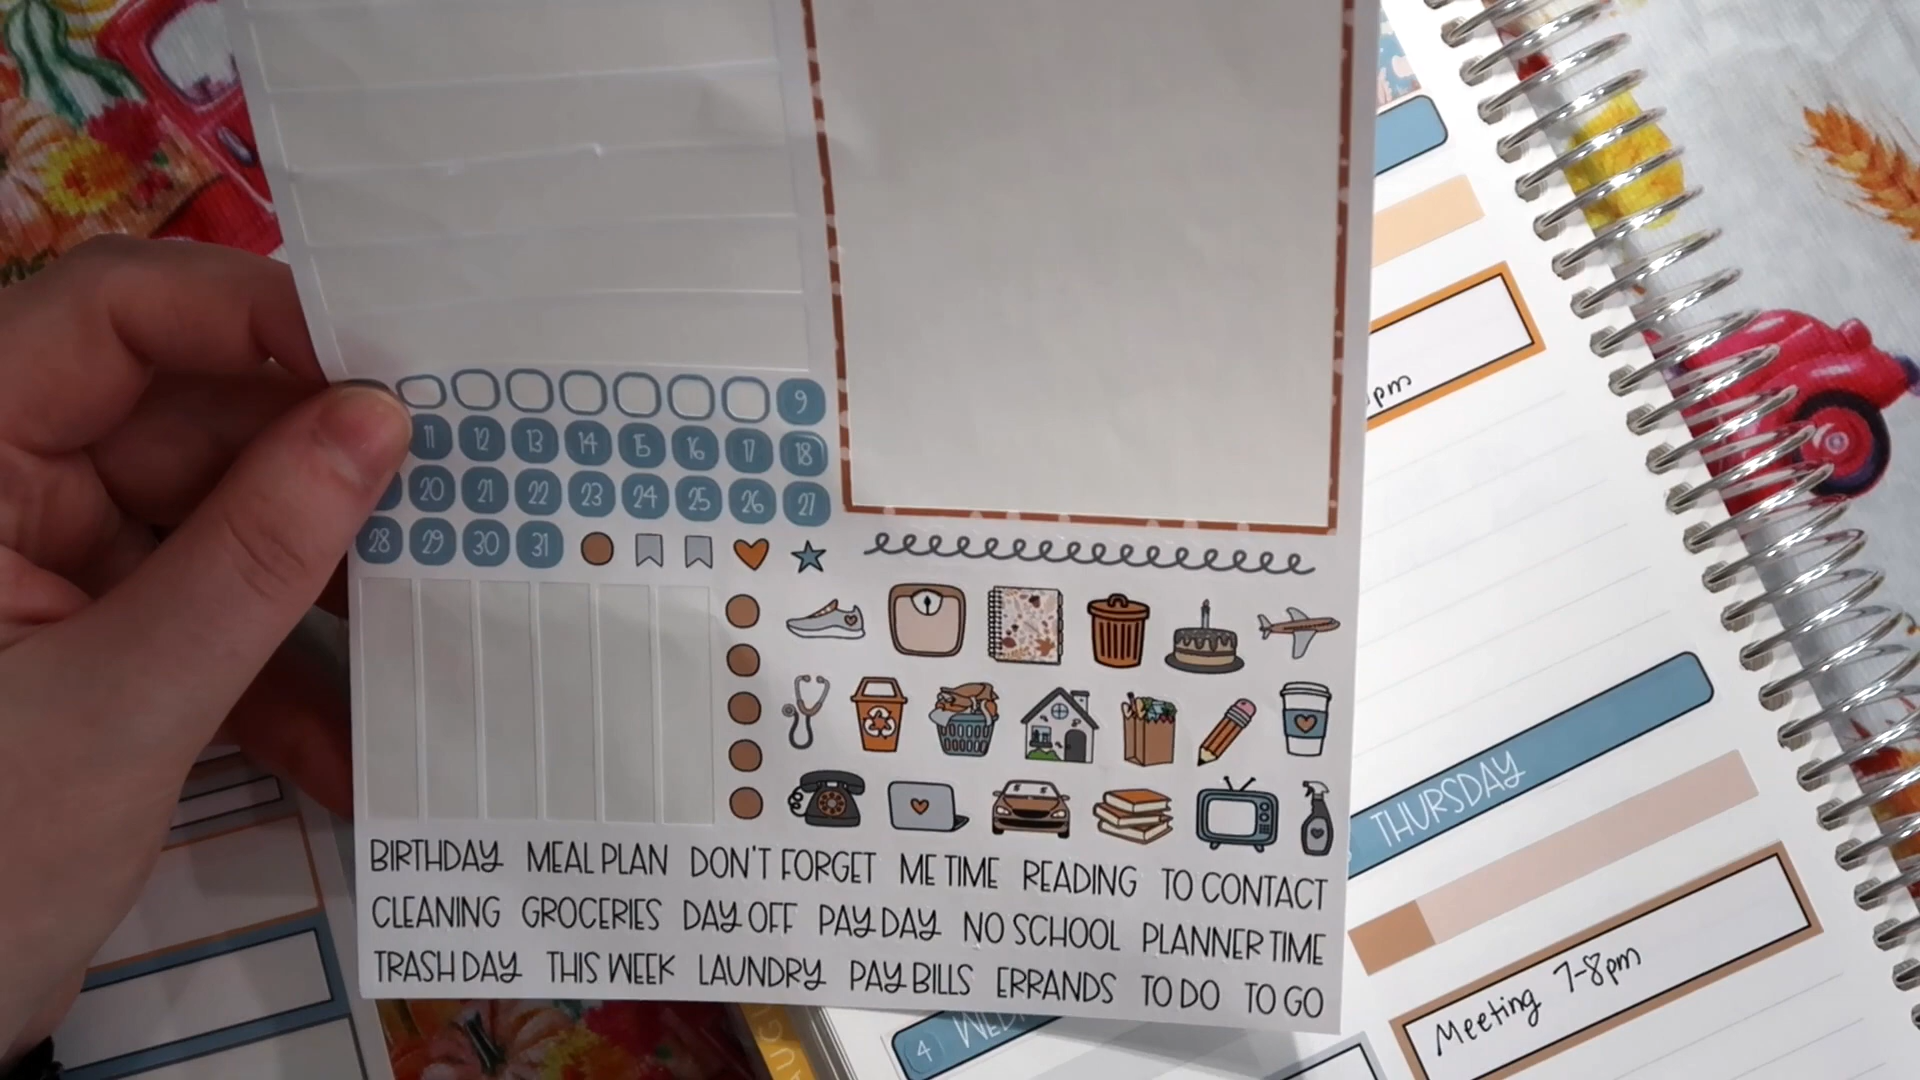 9
11 12 13 14 15 16 17 18
20 21 22 23 24 25 26 27
28 29 30 31
BIRTHDAY MEAL PLAN DON'T FORGET ME TIME READING TO CONTACT
CLEANING GROCERIES DAY OFF PAY DAY NO SCHOOL PLANNER TIME
TRASH DAY THIS WEEK LAUNDRY PAY BILLS ERRANDS TO DO TO GO
pm
THURSDAY
Meeting 7-8pm
4